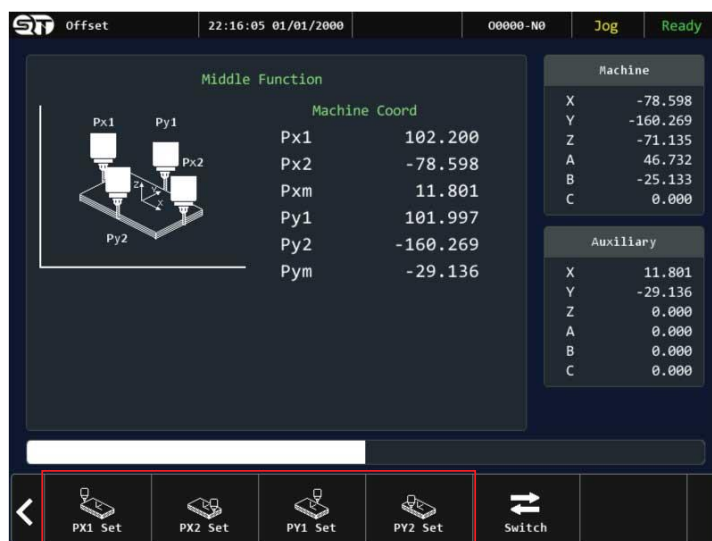 ST Offset 22:16:05 01/01/2000 O0000-N0 Jog Ready
Middle Function
Machine Coord
Px1 102.200
Px2 -78.598
Pxm 11.801
Py1 101.997
Py2 -160.269
Pym -29.136
Px1 Py1
Px2
Z Y
X
Py2
Machine
X -78.598
Y -160.269
Z -71.135
A 46.732
B -25.133
C 0.000
Auxiliary
X 11.801
Y -29.136
Z 0.000
A 0.000
B 0.000
C 0.000
PX1 Set PX2 Set PY1 Set PY2 Set Switch